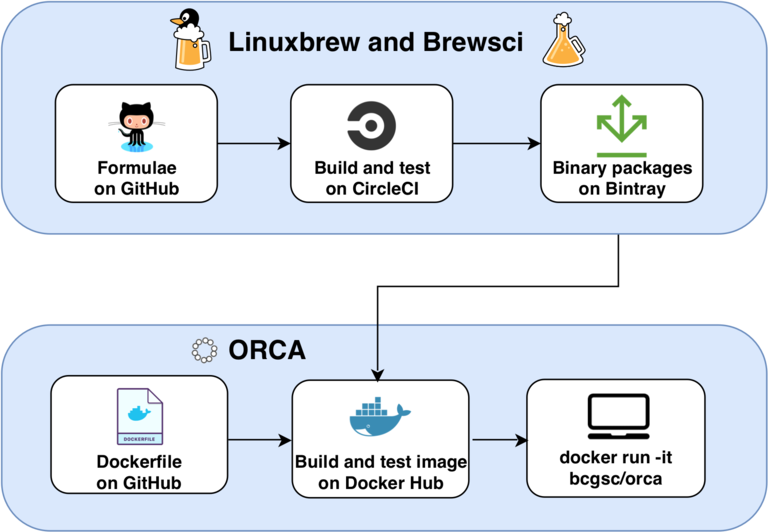 Linuxbrew and Brewsci
Formulae
on GitHub
Build and test
on CircleCI
Binary packages
on Bintray
ORCA
DOCKERFILE
Dockerfile
on GitHub
Build and test image
on Docker Hub
docker run -it
bcgsc/orca